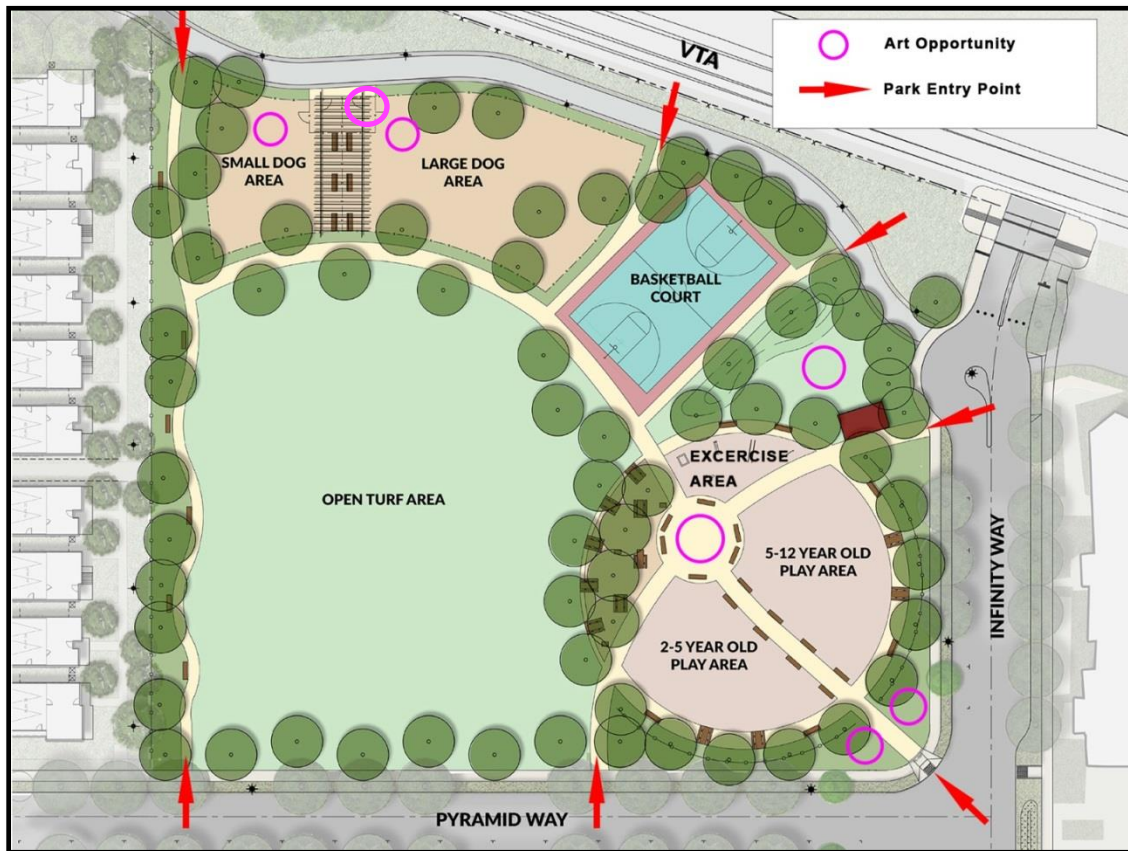 VTA
Art Opportunity
Park Entry Point
SMALL DOG
AREA
LARGE DOG
AREA
BASKETBALL
COURT
EXCERCISE
AREA
OPEN TURF AREA
5-12 YEAR OLD
PLAY AREA
2-5 YEAR OLD
PLAY AREA
INFINITY WAY
PYRAMID WAY